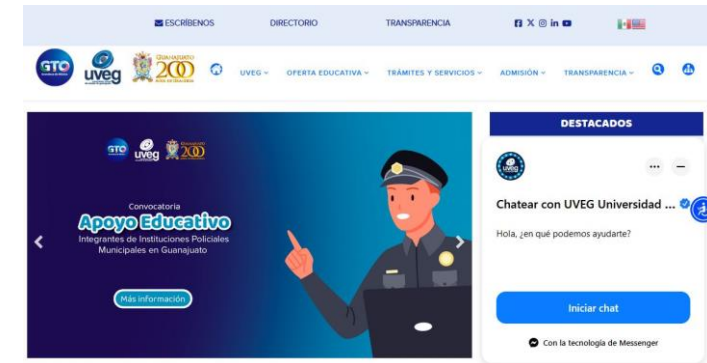 ESCRÍBENOS DIRECTORIO TRANSPARENCIA
GTO uveg GUANAJUATO 200 UVEG OFERTA EDUCATIVA TRÁMITES Y SERVICIOS ADMISIÓN TRANSPARENCIA
DESTACADOS
GTO uveg 200
uveg
Convocatoria
Apoyo Educativo
Integrantes de Instituciones Policiales
Municipales en Guanajuato
Más información
Chatear con UVEG Universidad ...
Hola, ¿en qué podemos ayudarte?
Iniciar chat
Con la tecnología de Messenger